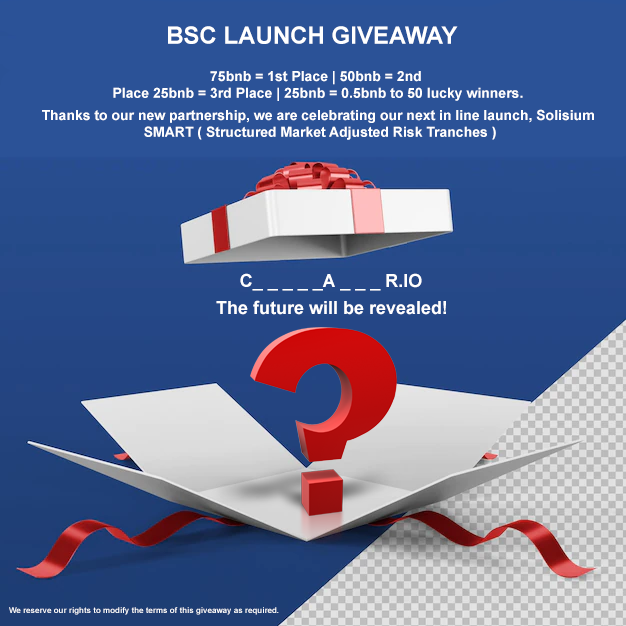 BSC LAUNCH GIVEAWAY
75bnb = 1st Place | 50bnb = 2nd
Place 25bnb = 3rd Place | 25bnb = 0.5bnb to 50 lucky winners.
Thanks to our new partnership, we are celebrating our next in line launch, Solisium
SMART ( Structured Market Adjusted Risk Tranches )
C_ _ _ _ _A _ _ _ R.IO
The future will be revealed!
?
We reserve our rights to modify the terms of this giveaway as required.